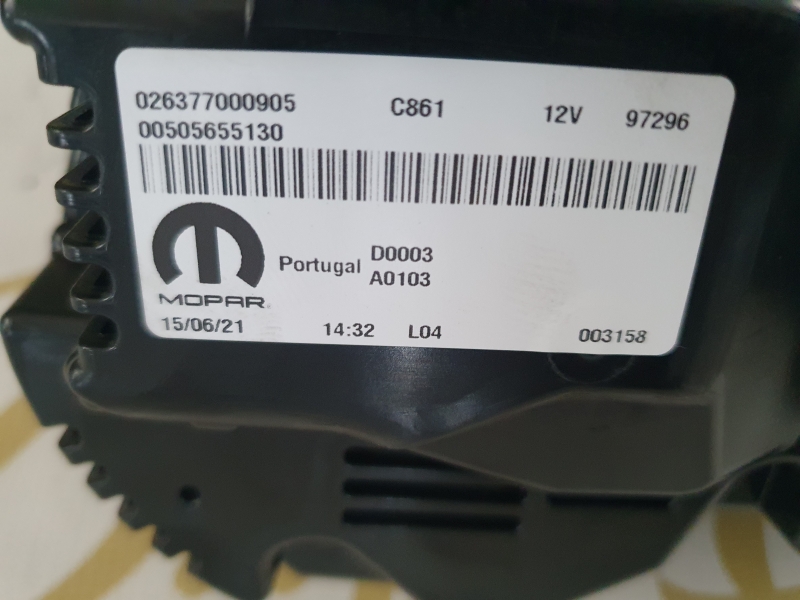 026377000905 C861 12V 97296
00505655130
MOPAR
Portugal D0003
A0103
15/06/21 14:32 L04 003158